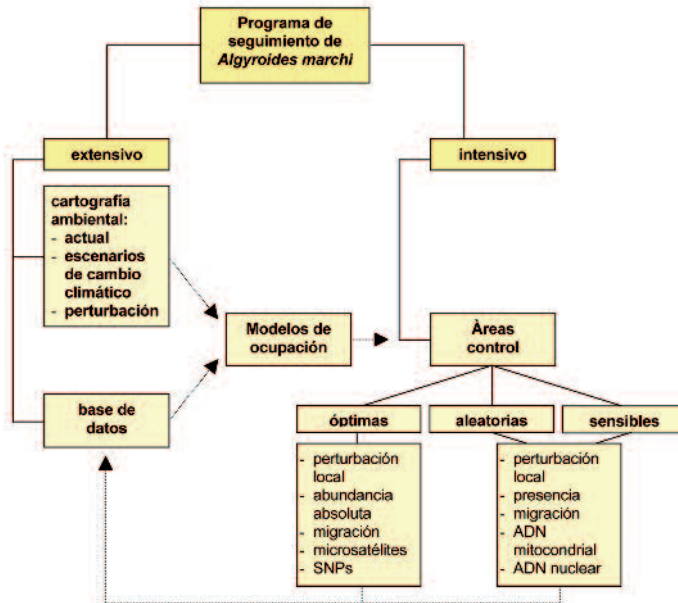 Programa de
seguimiento de
Algyroides marchi
extensivo
intensivo
cartografía
ambiental:
- actual
- escenarios
de cambio
climático
- perturbación
Modelos de
ocupación
Àreas
control
base de
datos
óptimas
aleatorias
sensibles
- perturbación
local
- abundancia
absoluta
- migración
- microsatélites
- SNPs
- perturbación
local
- presencia
- migración
- ADN
mitocondrial
- ADN nuclear